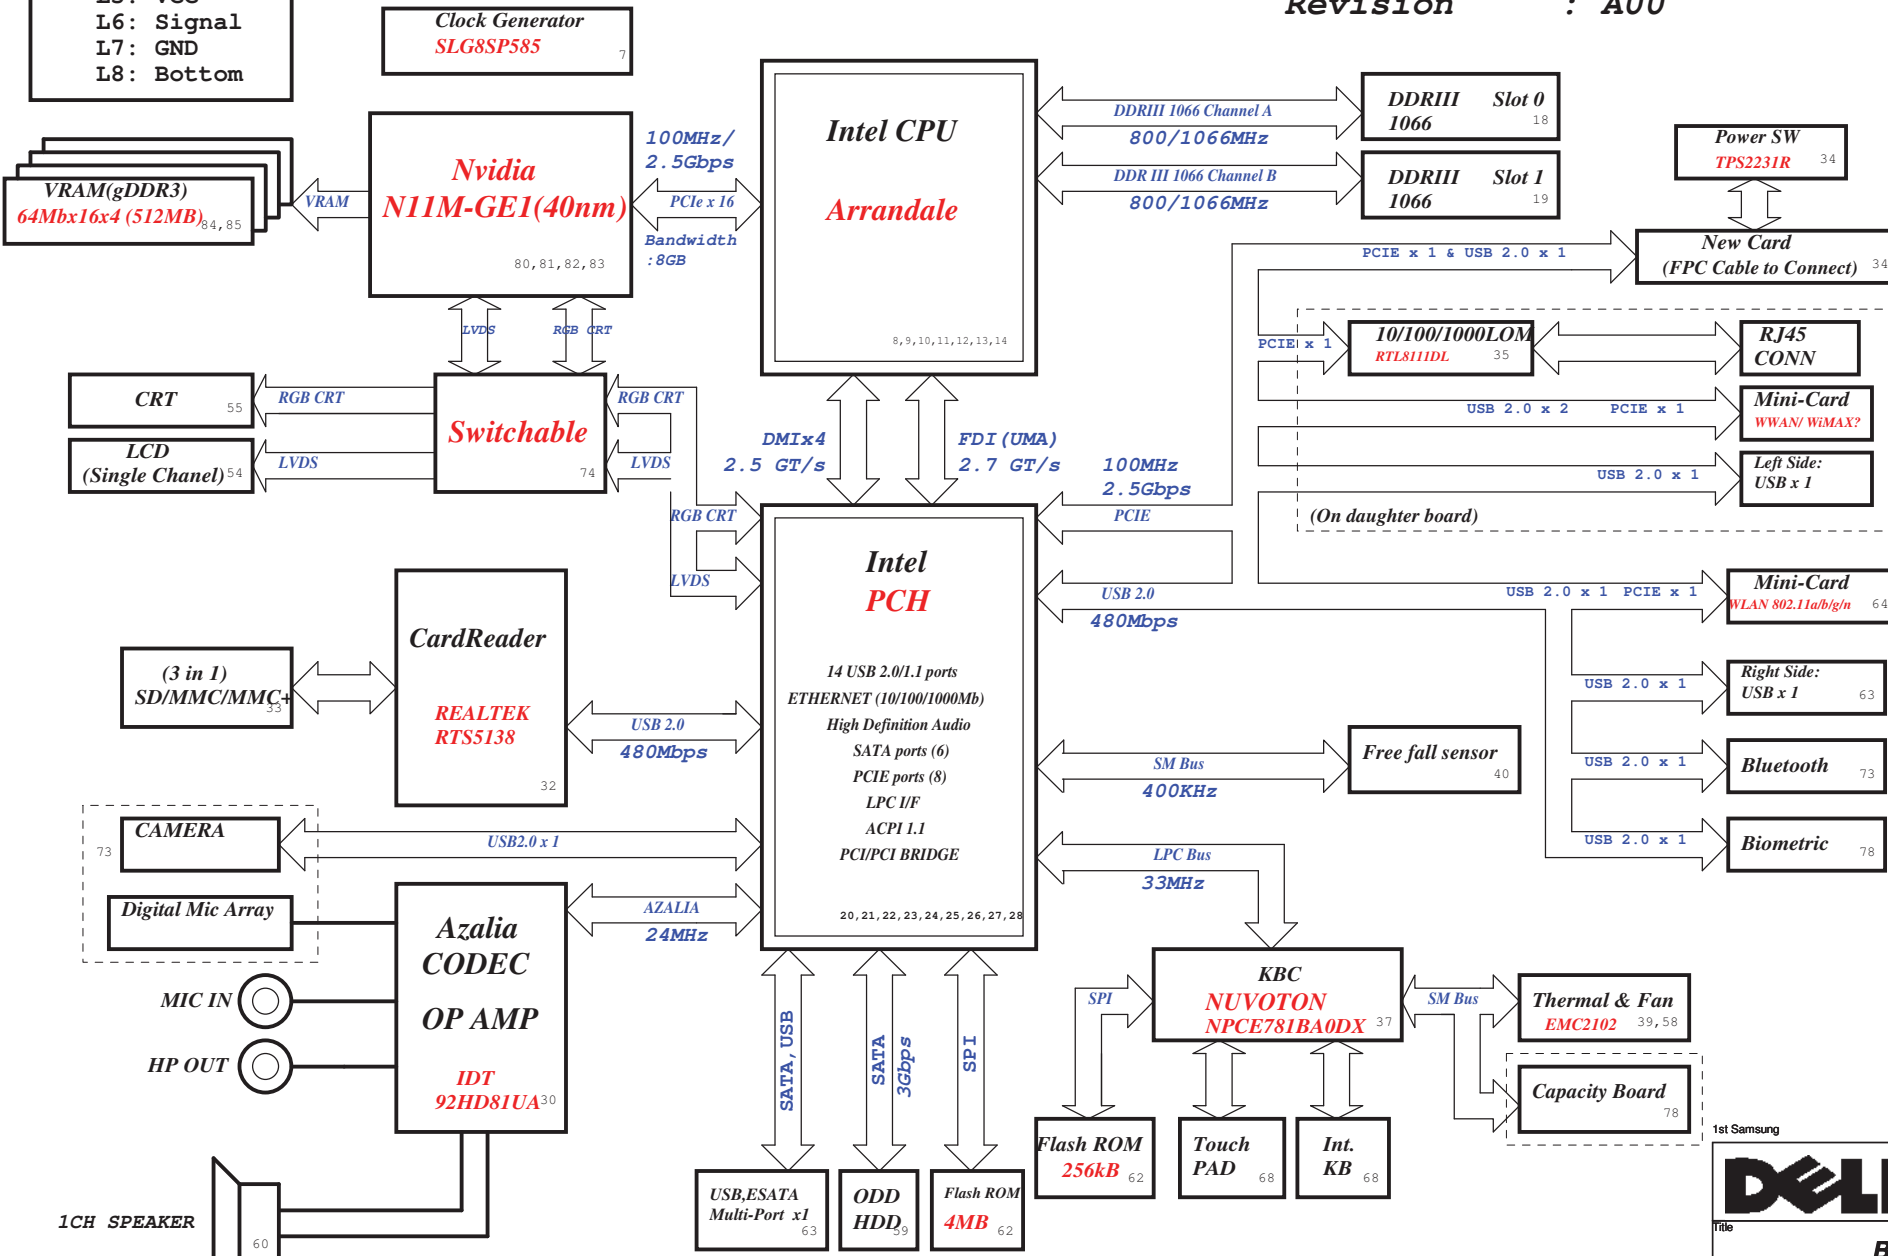 L6: Signal
L7: GND
L8: Bottom
Clock Generator
SLG8SP585
7
Revision : A00
VRAM(gDDR3)
64Mbx16x4 (512MB)
84,85
VRAM
Nvidia
N11M-GE1(40nm)
80,81,82,83
100MHz/
2.5Gbps
PCIe x 16
Bandwidth
:8GB
Intel CPU
Arrandale
8,9,10,11,12,13,14
DDRIII 1066 Channel A
800/1066MHz
DDR III 1066 Channel B
800/1066MHz
DDRIII Slot 0
1066
18
DDRIII Slot 1
1066
19
Power SW
TPS2231R
34
New Card
(FPC Cable to Connect)
34
PCIE x 1 & USB 2.0 x 1
LVDS
RGB CRT
CRT
55
LCD
(Single Chanel)
54
RGB CRT
LVDS
Switchable
74
RGB CRT
LVDS
RGB CRT
LVDS
DMIx4
2.5 GT/s
FDI(UMA)
2.7 GT/s
100MHz
2.5Gbps
PCIE
USB 2.0
480Mbps
PCIE x 1
10/100/1000LOM
RTL8111DL
35
RJ45
CONN
USB 2.0 x 2 PCIE x 1
Mini-Card
WWAN/ WiMAX?
USB 2.0 x 1
Left Side:
USB x 1
(On daughter board)
USB 2.0 x 1 PCIE x 1
Mini-Card
WLAN 802.11a/b/g/n
64
USB 2.0 x 1
Right Side:
USB x 1
63
USB 2.0 x 1
Bluetooth
73
USB 2.0 x 1
Biometric
78
Intel
PCH
14 USB 2.0/1.1 ports
ETHERNET (10/100/1000Mb)
High Definition Audio
SATA ports (6)
PCIE ports (8)
LPC I/F
ACPI 1.1
PCI/PCI BRIDGE
20,21,22,23,24,25,26,27,28
(3 in 1)
SD/MMC/MMC+
33
CardReader
REALTEK
RTS5138
32
USB 2.0
480Mbps
SM Bus
400KHz
Free fall sensor
40
CAMERA
73
USB2.0 x 1
Digital Mic Array
AZALIA
24MHz
Azalia
CODEC
OP AMP
IDT
92HD81UA
30
MIC IN
HP OUT
1CH SPEAKER
60
LPC Bus
33MHz
KBC
NUVOTON
NPCE781BA0DX
37
SPI
SM Bus
Thermal & Fan
EMC2102
39,58
Capacity Board
78
SATA,USB
SATA
3Gbps
SPI
USB,ESATA
Multi-Port x1
63
ODD
HDD
59
Flash ROM
4MB
62
Flash ROM
256kB
62
Touch
PAD
68
Int.
KB
68
1st Samsung
Title